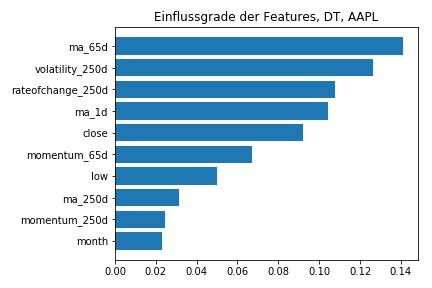 Einflussgrade der Features, DT, AAPL
ma_65d
volatility_250d
rateofchange_250d
ma_1d
close
momentum_65d
low
ma_250d
momentum_250d
month
0.00 0.02 0.04 0.06 0.08 0.10 0.12 0.14